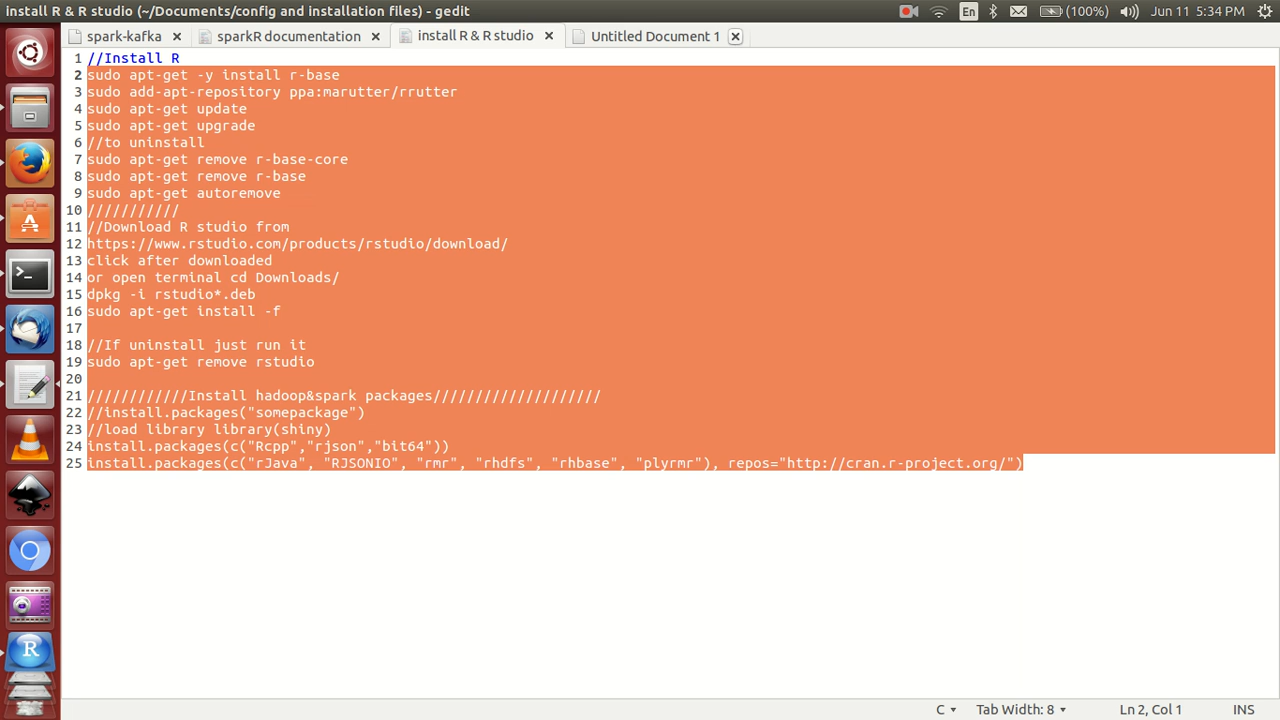 install R & R studio (~/Documents/config and installation files) - gedit
En
(100%)
Jun 11 5:34 PM
spark-kafka
sparkR documentation
install R & R studio
Untitled Document 1
1 //Install R
2 sudo apt-get -y install r-base
3 sudo add-apt-repository ppa:marutter/rrutter
4 sudo apt-get update
5 sudo apt-get upgrade
6 //to uninstall
7 sudo apt-get remove r-base-core
8 sudo apt-get remove r-base
9 sudo apt-get autoremove
10 ///////////
11 //Download R studio from
12 https://www.rstudio.com/products/rstudio/download/
13 click after downloaded
14 or open terminal cd Downloads/
15 dpkg -i rstudio*.deb
16 sudo apt-get install -f
17
18 //If uninstall just run it
19 sudo apt-get remove rstudio
20
21 ////////////Install hadoop&spark packages////////////////////
22 //install.packages("somepackage")
23 //load library library(shiny)
24 install.packages(c("Rcpp","rjson","bit64"))
25 install.packages(c("rJava", "RJSONIO", "rmr", "rhdfs", "rhbase", "plyrmr"), repos="http://cran.r-project.org/")
R
C
Tab Width: 8
Ln 2, Col 1
INS